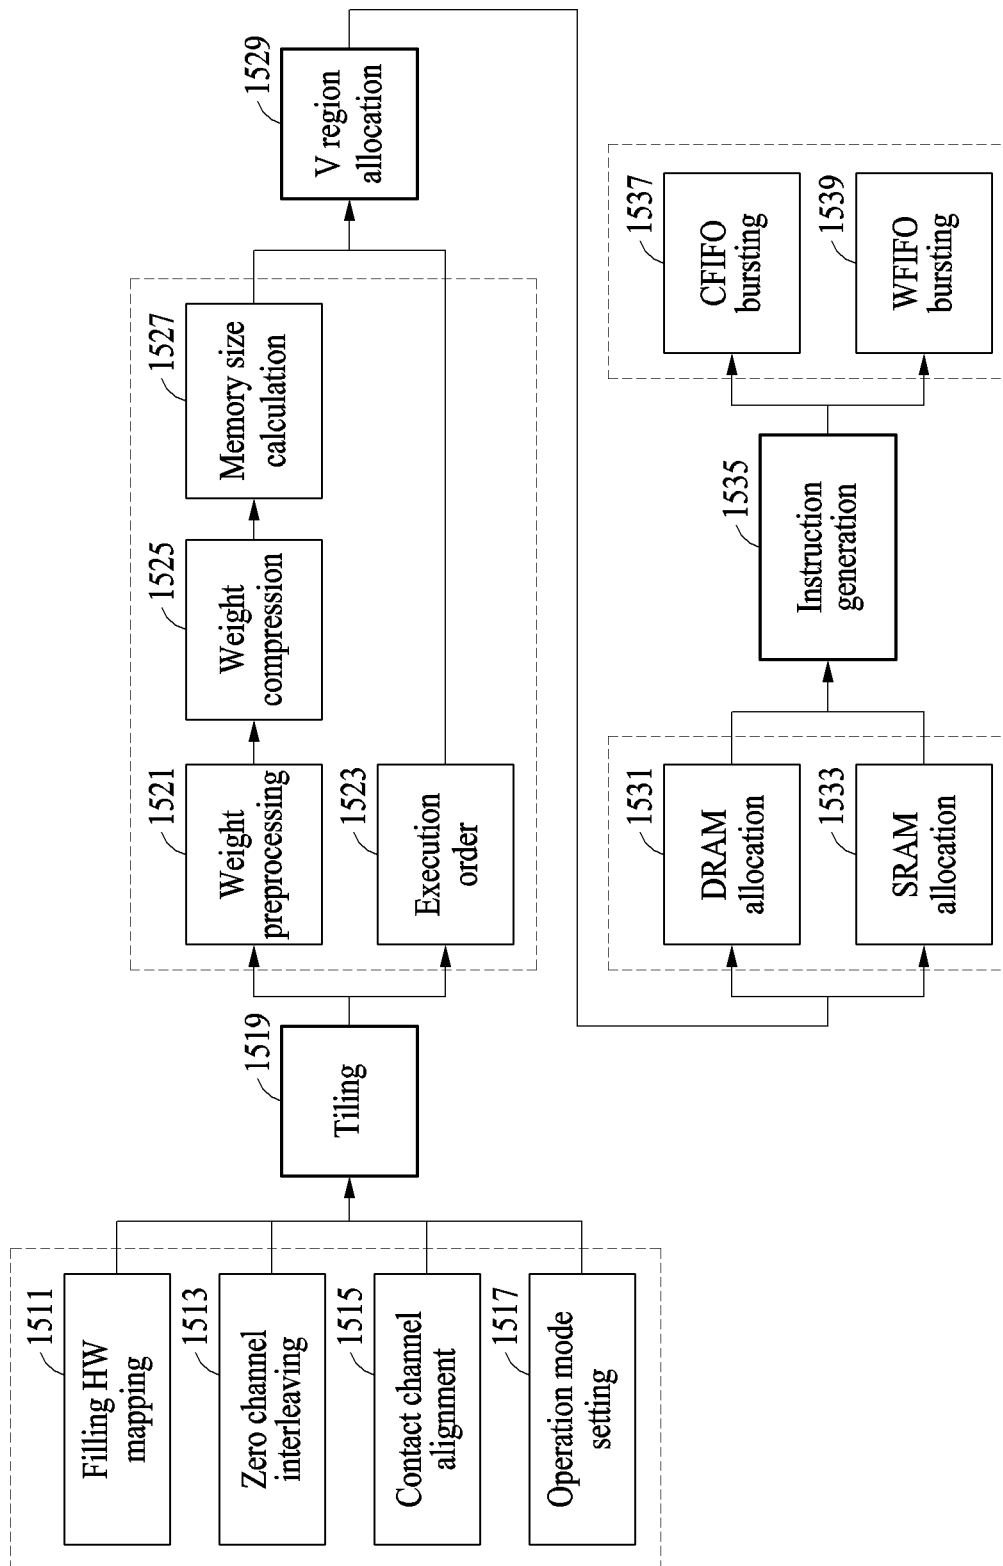 1511
Filling HW
mapping
1513
Zero channel
interleaving
1515
Contact channel
alignment
1517
Operation mode
setting
1519
Tiling
1521
Weight
preprocessing
1523
Execution
order
1525
Weight
compression
1527
Memory size
calculation
1529
V region
allocation
1531
DRAM
allocation
1533
SRAM
allocation
1535
Instruction
generation
1537
CFIFO
bursting
1539
WFIFO
bursting